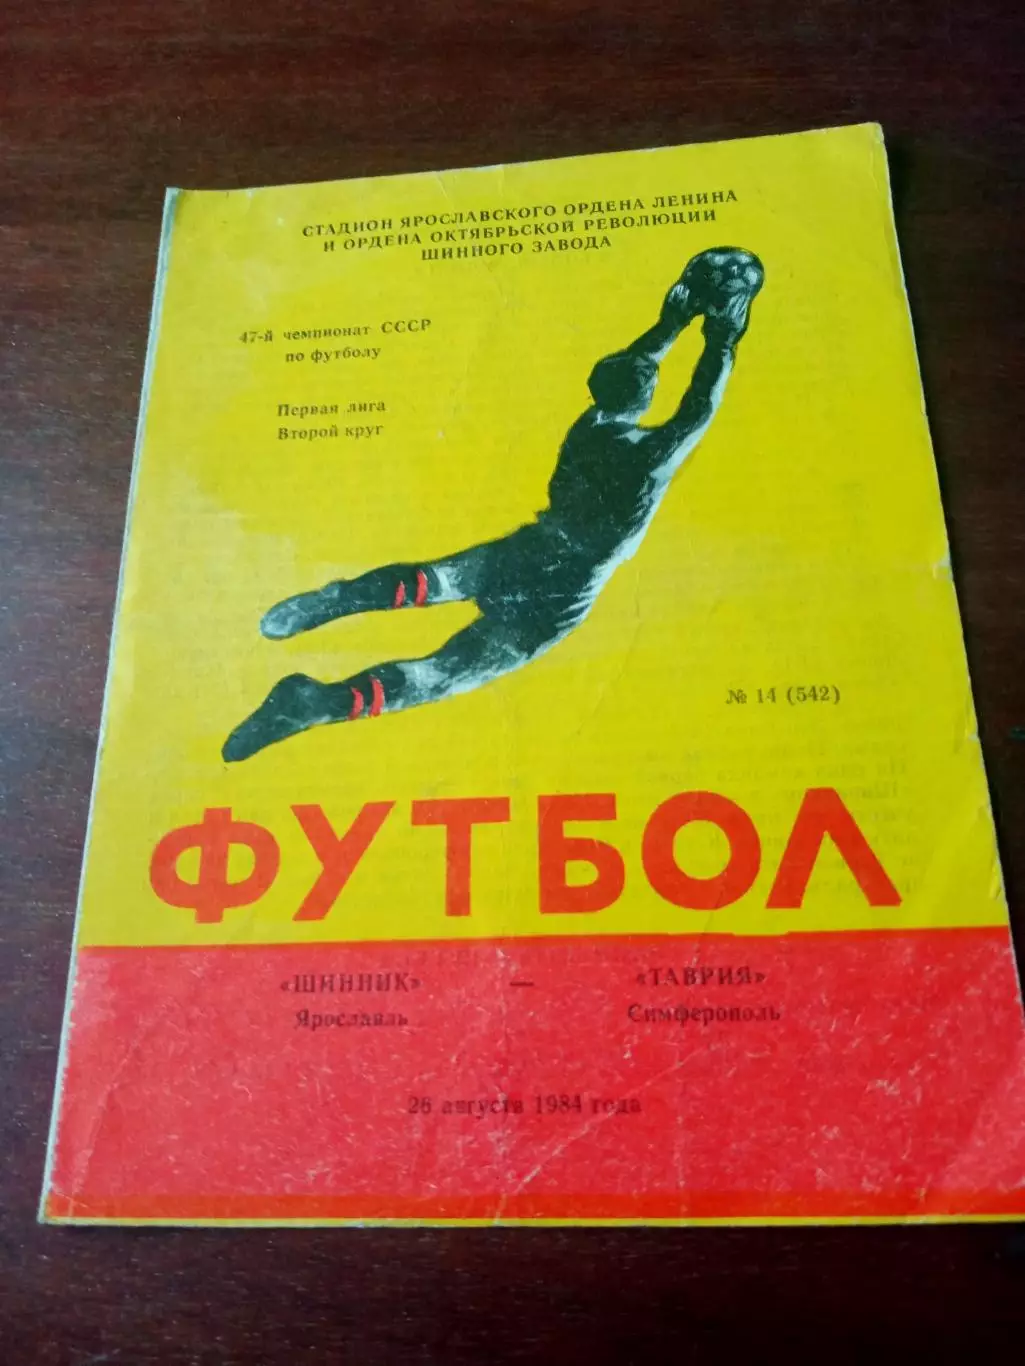 СТАДИОН ЯРОСЛАВСКОГО ОРДЕНА ЛЕНИНА
И ОРДЕНА ОКТЯБРЬСКОЙ РЕВОЛЮЦИИ
ШИННОГО ЗАВОДА
47-й чемпионат СССР
по футболу
Первая лига
Второй круг
№ 14 (542)
ФУТБОЛ
«ШИННИК» — «ТАВРИЯ»
Ярославль Симферополь
26 августа 1984 года